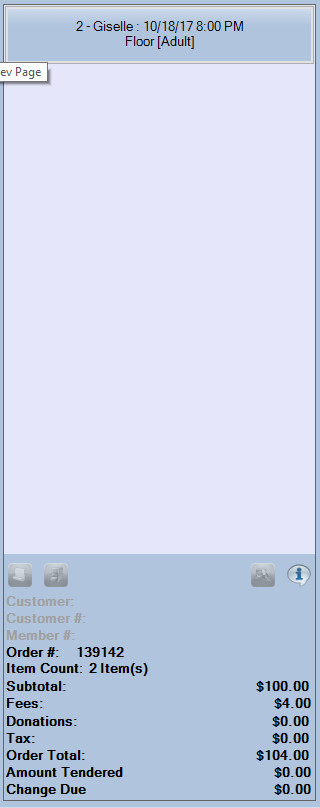 2 - Giselle : 10/18/17 8:00 PM
Floor [Adult]
ev Page
Customer:
Customer #:
Member #:
Order #: 139142
Item Count: 2 Item(s)
Subtotal: $100.00
Fees: $4.00
Donations: $0.00
Tax: $0.00
Order Total: $104.00
Amount Tendered $0.00
Change Due $0.00